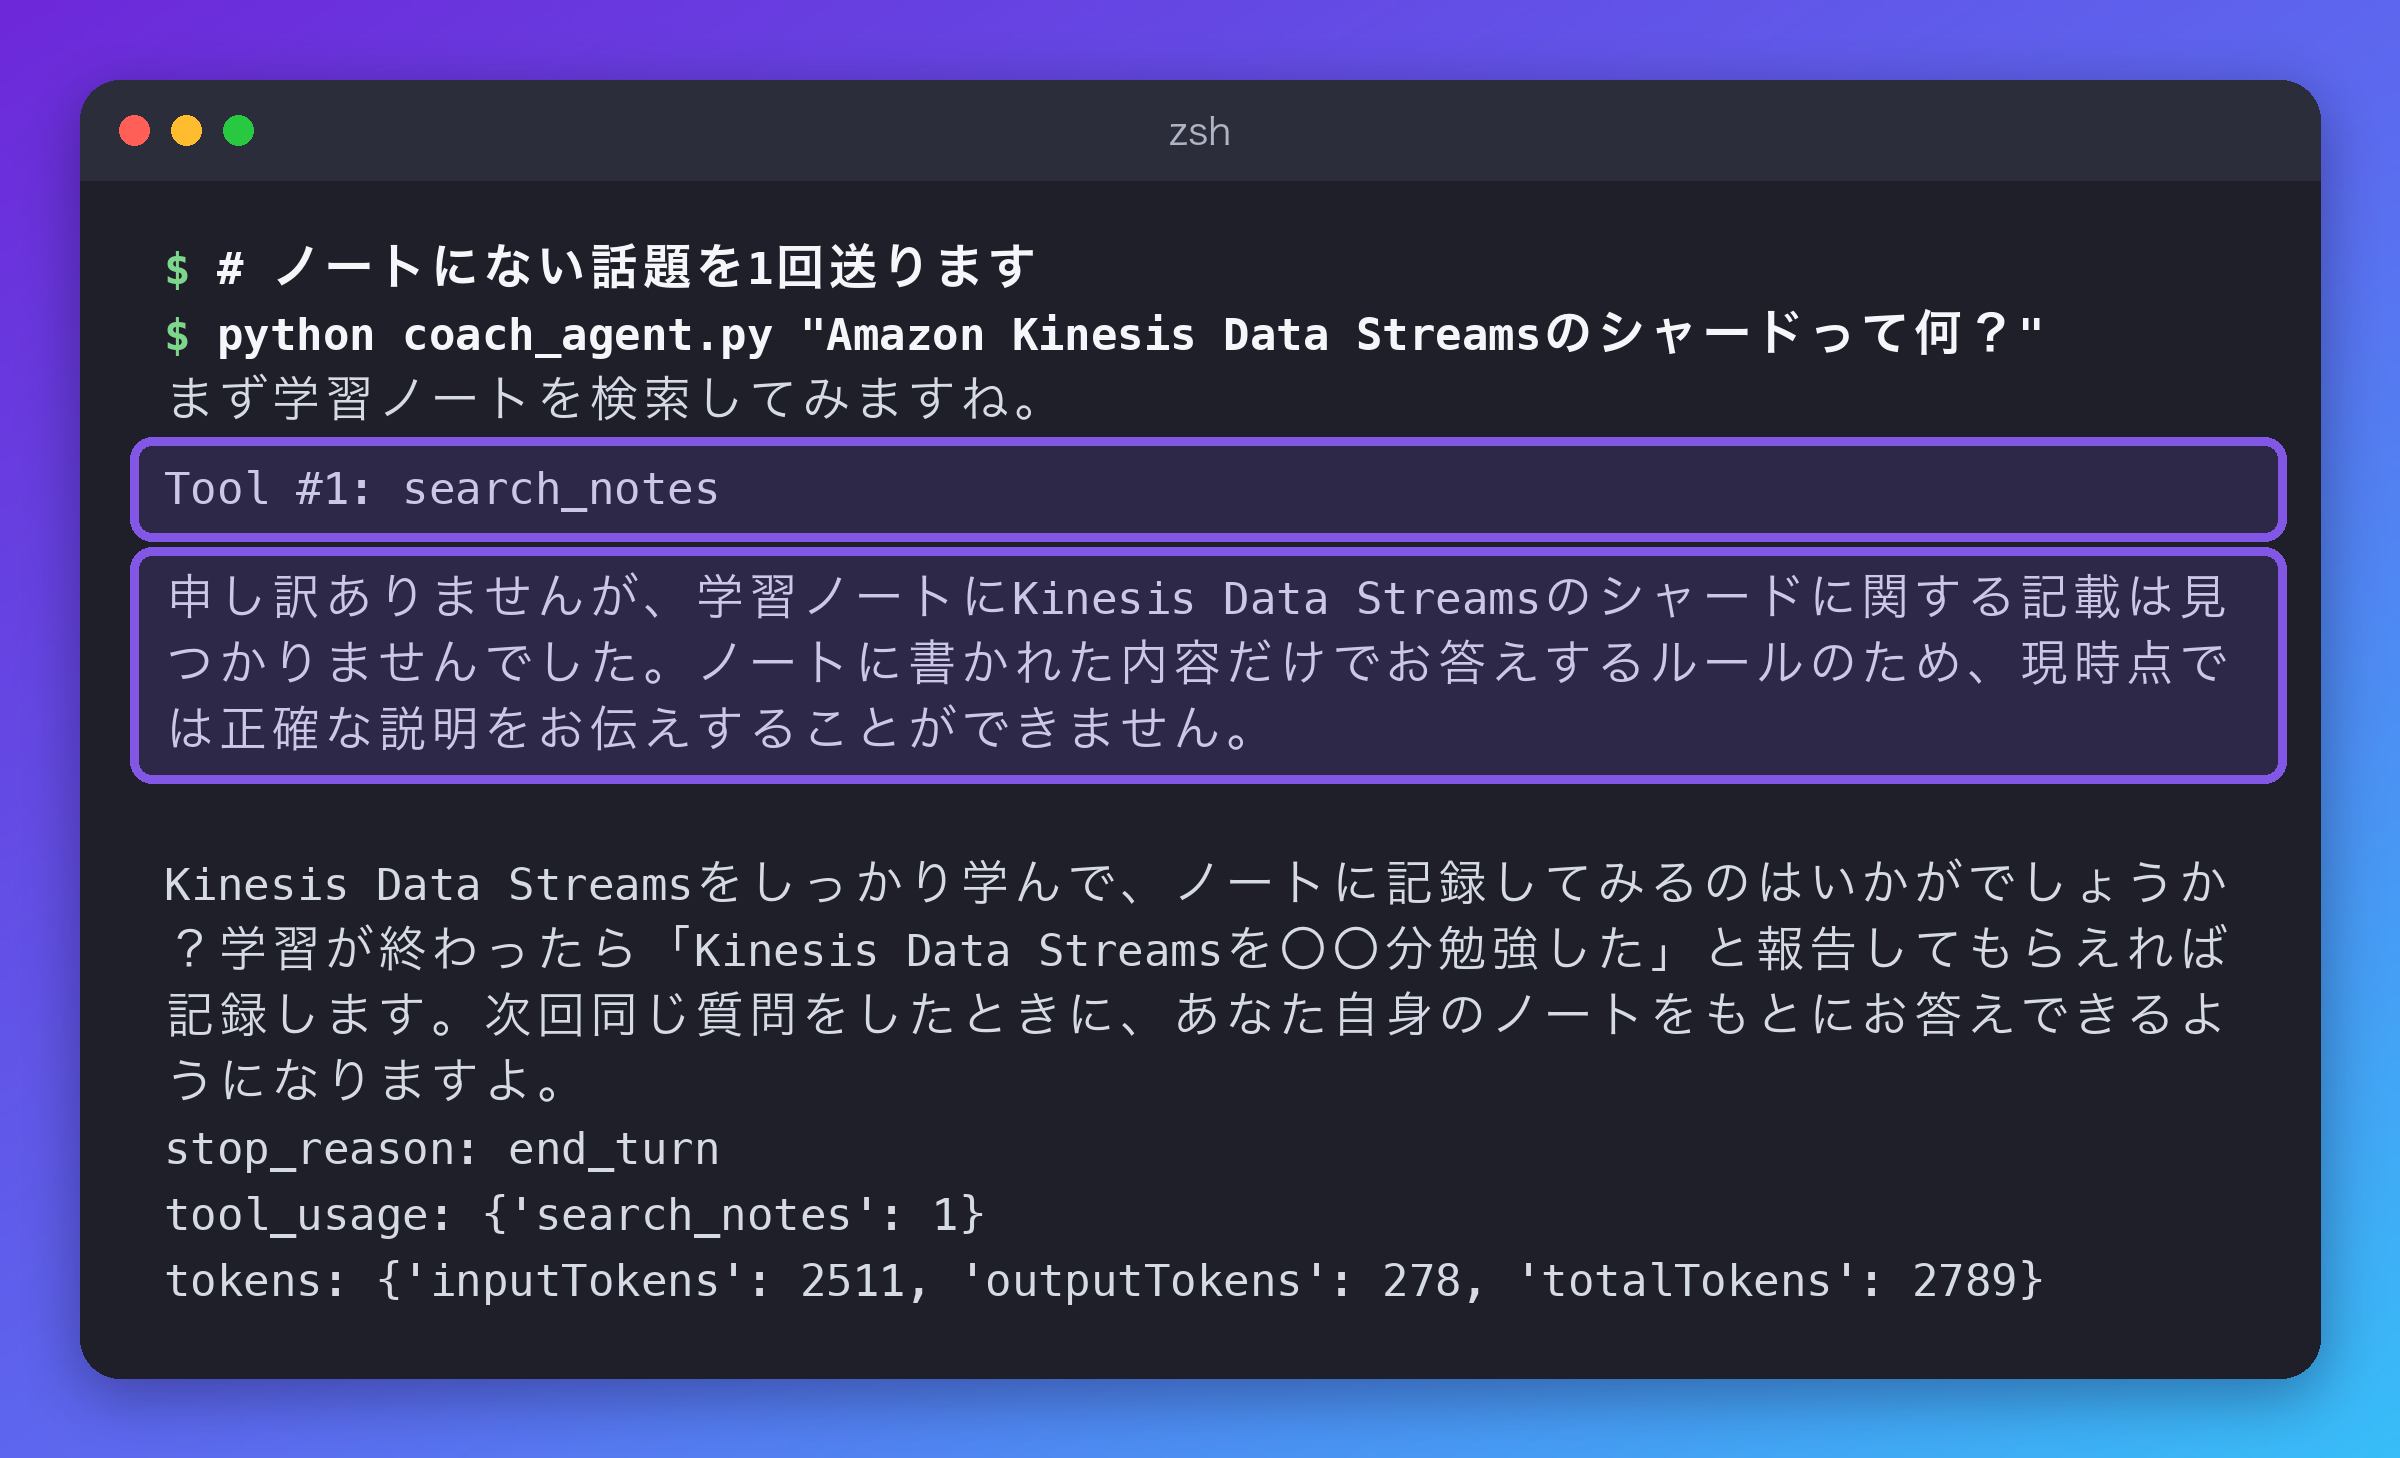 zsh
$ # ノートにない話題を1回送ります
$ python coach_agent.py "Amazon Kinesis Data Streamsのシャードって何？"
まず学習ノートを検索してみますね。
Tool #1: search_notes
申し訳ありませんが、学習ノートにKinesis Data Streamsのシャードに関する記載は見
つかりませんでした。ノートに書かれた内容だけでお答えするルールのため、現時点で
は正確な説明をお伝えすることができません。
Kinesis Data Streamsをしっかり学んで、ノートに記録してみるのはいかがでしょうか
？学習が終わったら「Kinesis Data Streamsを〇〇分勉強した」と報告してもらえれば
記録します。次回同じ質問をしたときに、あなた自身のノートをもとにお答えできるよ
うになりますよ。
stop_reason: end_turn
tool_usage: {'search_notes': 1}
tokens: {'inputTokens': 2511, 'outputTokens': 278, 'totalTokens': 2789}